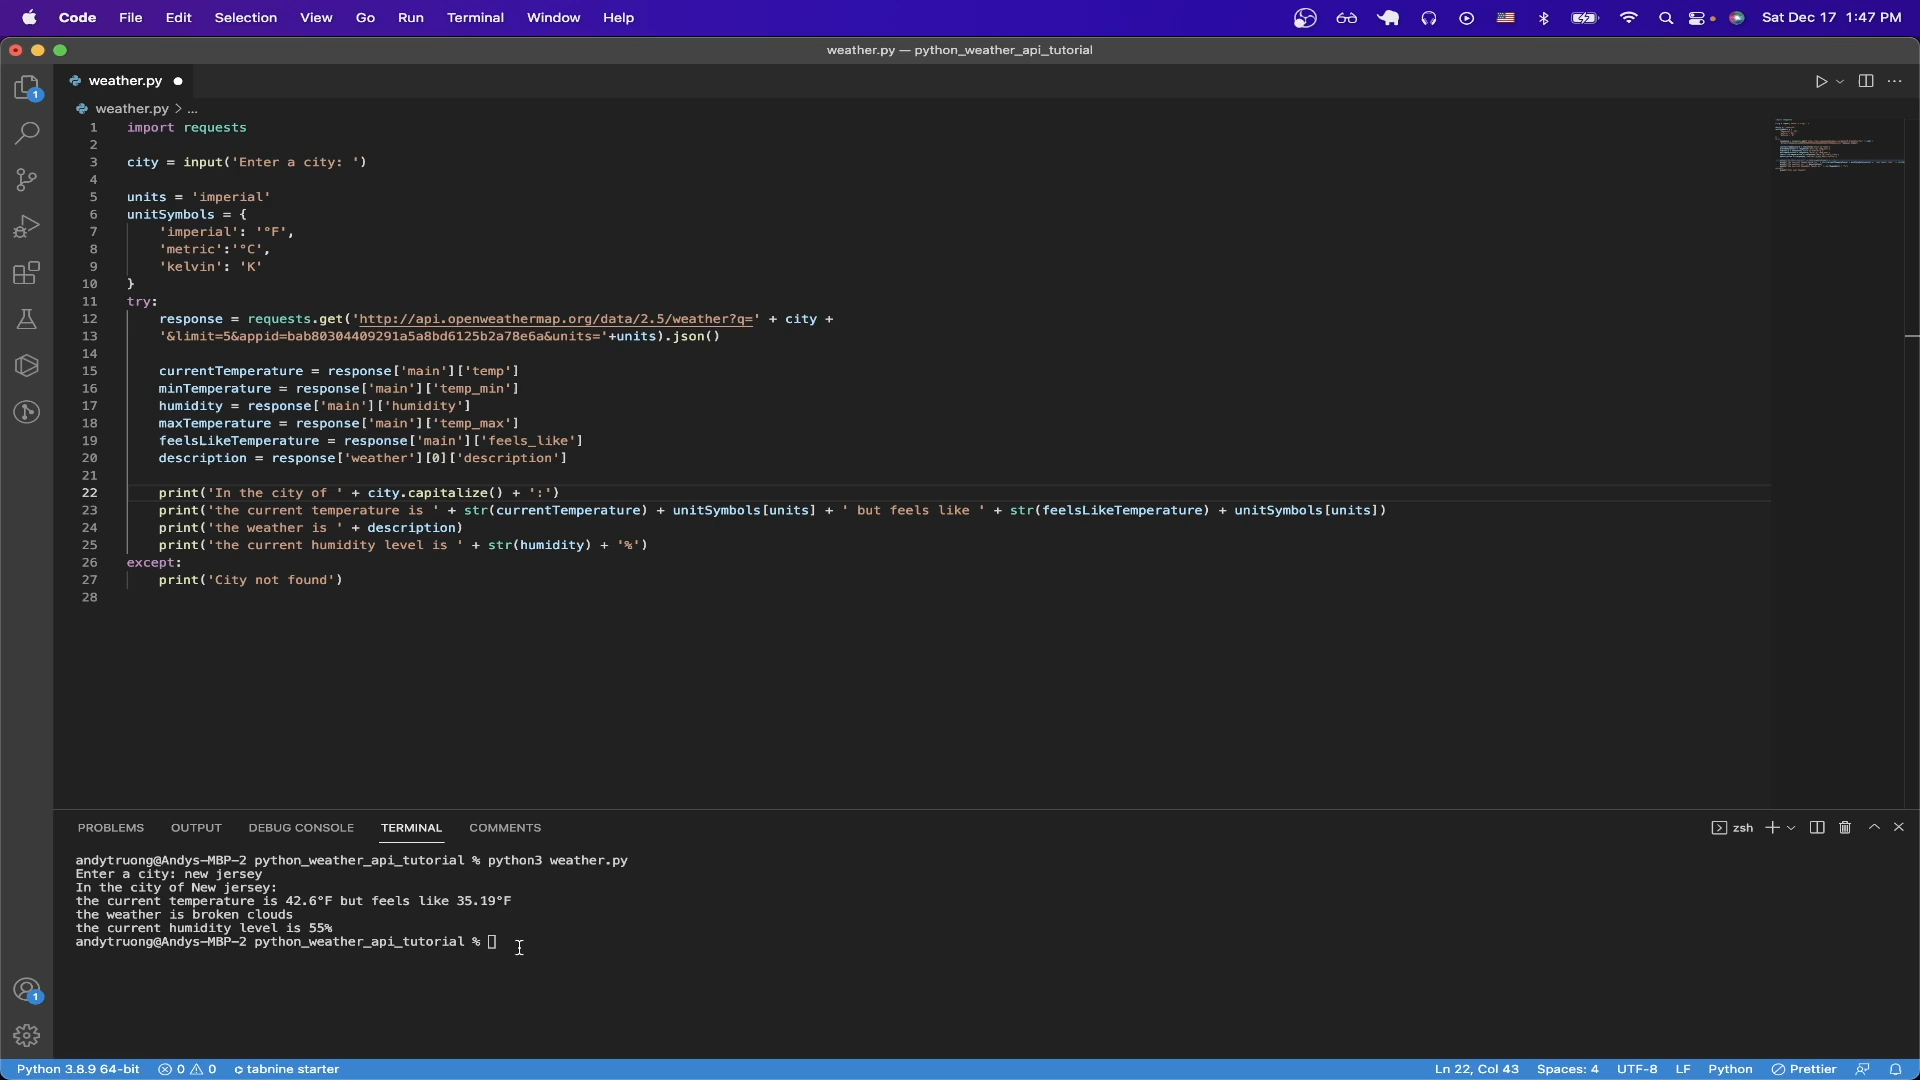 Code File Edit Selection View Go Run Terminal Window Help Sat Dec 17 1:47 PM
weather.py — python_weather_api_tutorial
1
weather.py
weather.py > ...
1 import requests
2
3 city = input('Enter a city: ')
4
5 units = 'imperial'
6 unitSymbols = {
7 'imperial': '°F',
8 'metric':'°C',
9 'kelvin': 'K'
10 }
11 try:
12 response = requests.get('http://api.openweathermap.org/data/2.5/weather?q=' + city +
13 '&limit=5&appid=bab80304409291a5a8bd6125b2a78e6a&units='+units).json()
14
15 currentTemperature = response['main']['temp']
16 minTemperature = response['main']['temp_min']
17 humidity = response['main']['humidity']
18 maxTemperature = response['main']['temp_max']
19 feelsLikeTemperature = response['main']['feels_like']
20 description = response['weather'][0]['description']
21
22 print('In the city of ' + city.capitalize() + ':')
23 print('the current temperature is ' + str(currentTemperature) + unitSymbols[units] + ' but feels like ' + str(feelsLikeTemperature) + unitSymbols[units])
24 print('the weather is ' + description)
25 print('the current humidity level is ' + str(humidity) + '%')
26 except:
27 print('City not found')
28
PROBLEMS OUTPUT DEBUG CONSOLE TERMINAL COMMENTS zsh
andytruong@Andys-MBP-2 python_weather_api_tutorial % python3 weather.py
Enter a city: new jersey
In the city of New jersey:
the current temperature is 42.6°F but feels like 35.19°F
the weather is broken clouds
the current humidity level is 55%
andytruong@Andys-MBP-2 python_weather_api_tutorial %
1
Python 3.8.9 64-bit 0 0 tabnine starter Ln 22, Col 43 Spaces: 4 UTF-8 LF Python Prettier